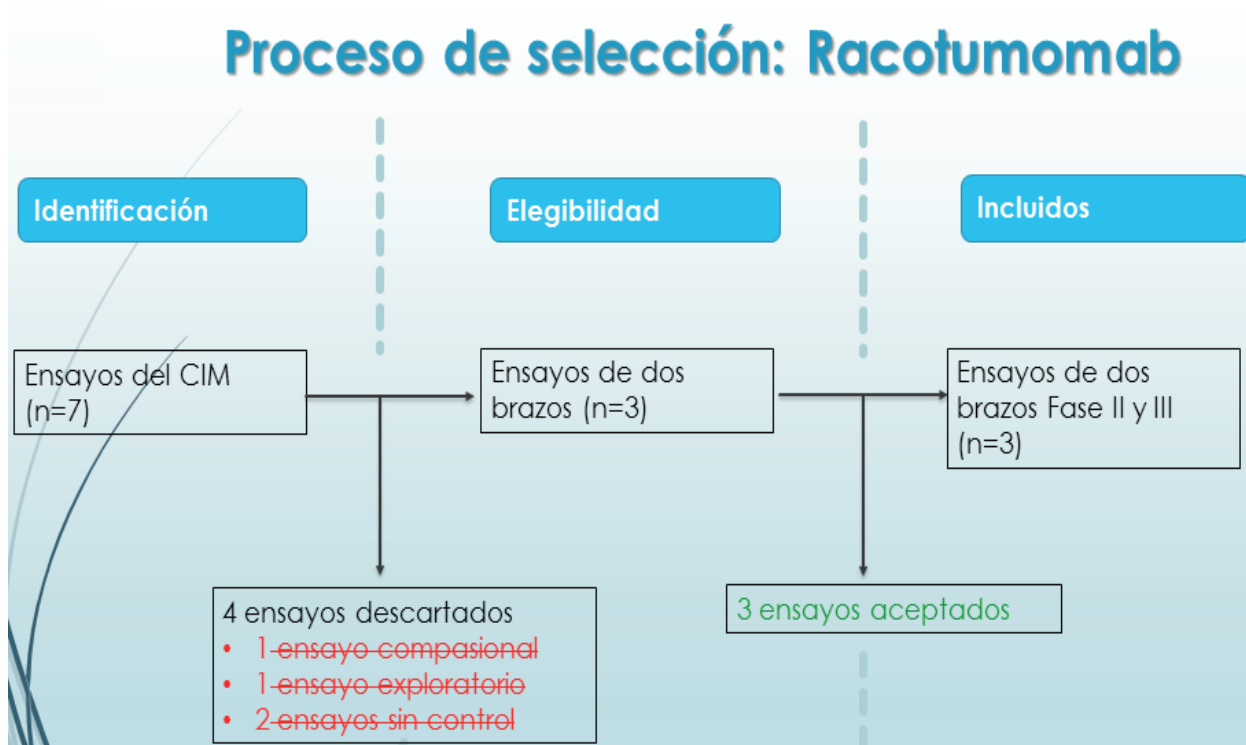 Proceso de selección: Racotumomab
Identificación
Elegibilidad
Incluidos
Ensayos del CIM
(n=7)
Ensayos de dos
brazos (n=3)
Ensayos de dos
brazos Fase II y III
(n=3)
4 ensayos descartados
• 1 ensayo compasional
• 1 ensayo exploratorio
• 2 ensayos sin control
3 ensayos aceptados